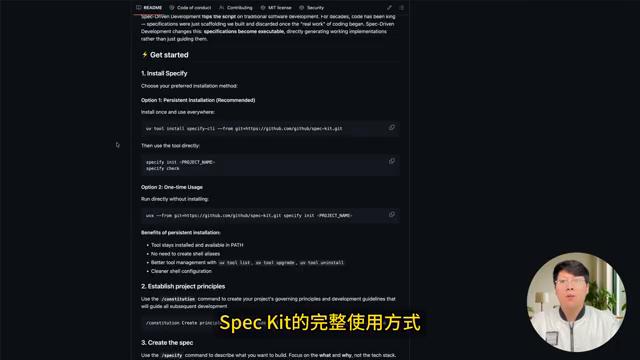 README
Code of conduct
Contributing
MIT license
Security
Spec-Driven Development flips the script on traditional software development. For decades, code has been king
— specifications were just scaffolding we built and discarded once the "real work" of coding began. Spec-Driven
Development changes this: specifications become executable, directly generating working implementations
rather than just guiding them.
⚡ Get started
1. Install Specify
Choose your preferred installation method:
Option 1: Persistent Installation (Recommended)
Install once and use everywhere:
uv tool install specify-cli --from git+https://github.com/github/spec-kit.git
Then use the tool directly:
specify init <PROJECT_NAME>
specify check
Option 2: One-time Usage
Run directly without installing:
uvx --from git+https://github.com/github/spec-kit.git specify init <PROJECT_NAME>
Benefits of persistent installation:
• Tool stays installed and available in PATH
• No need to create shell aliases
• Better tool management with uv tool list, uv tool upgrade, uv tool uninstall
• Cleaner shell configuration
2. Establish project principles
Use the /constitution command to create your project's governing principles and development guidelines that
will guide all subsequent development.
/constitution Create princip
Spec Kit的完整使用方式
3. Create the spec
Use the /specify command to describe what you want to build. Focus on the what and why, not the tech stack.